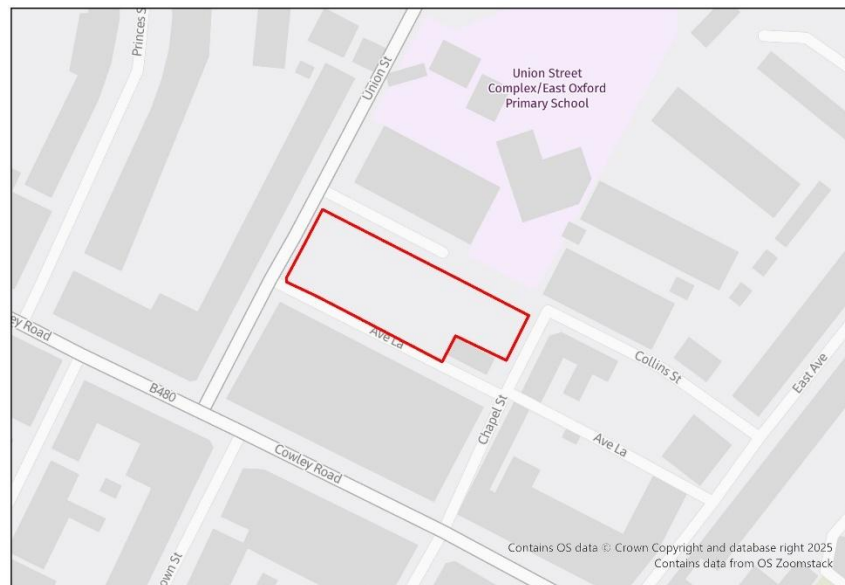 Princes S
Union St
Union Street
Complex/East Oxford
Primary School
Ave La
ey Road
B480
Cowley Road
Chapel St
Collins St
East Ave
Ave La
own St
Contains OS data © Crown Copyright and database right 2025
Contains data from OS Zoomstack